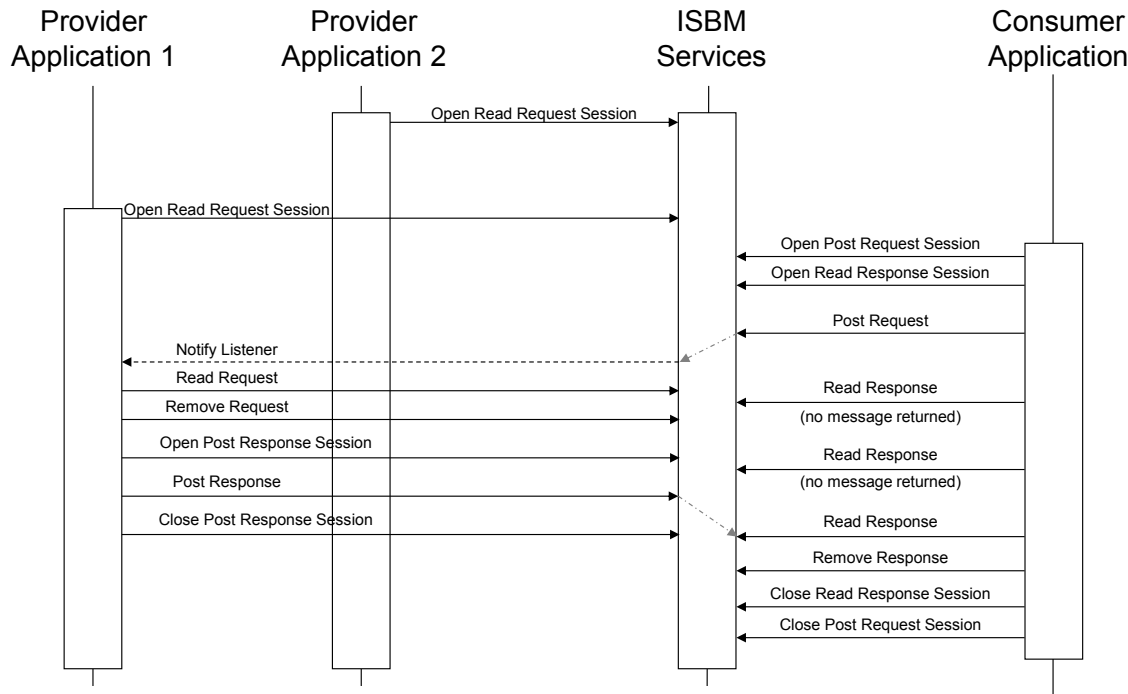 Provider
Application 1
Provider
Application 2
ISBM
Services
Consumer
Application
Open Read Request Session
Open Read Request Session
Open Post Request Session
Open Read Response Session
Post Request
Notify Listener
Read Request
Read Response
Remove Request
(no message returned)
Open Post Response Session
Read Response
Post Response
(no message returned)
Close Post Response Session
Read Response
Remove Response
Close Read Response Session
Close Post Request Session